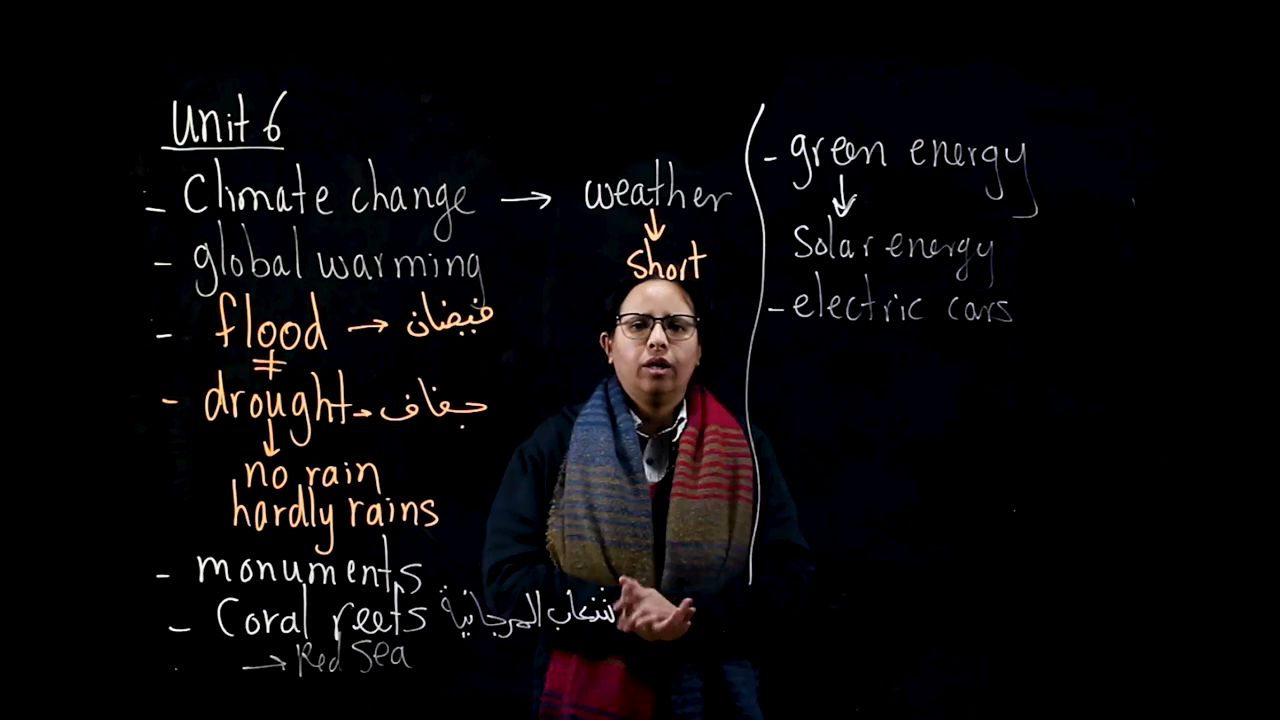 Unit 6
- Climate change → weather
↓
short
- global warming
- flood → فيضان
≠
- drought → جفاف
↓
no rain
hardly rains
- monuments
- Coral reefs شعاب المرجانية
→ Red Sea
- green energy
↓
Solar energy
- electric cars